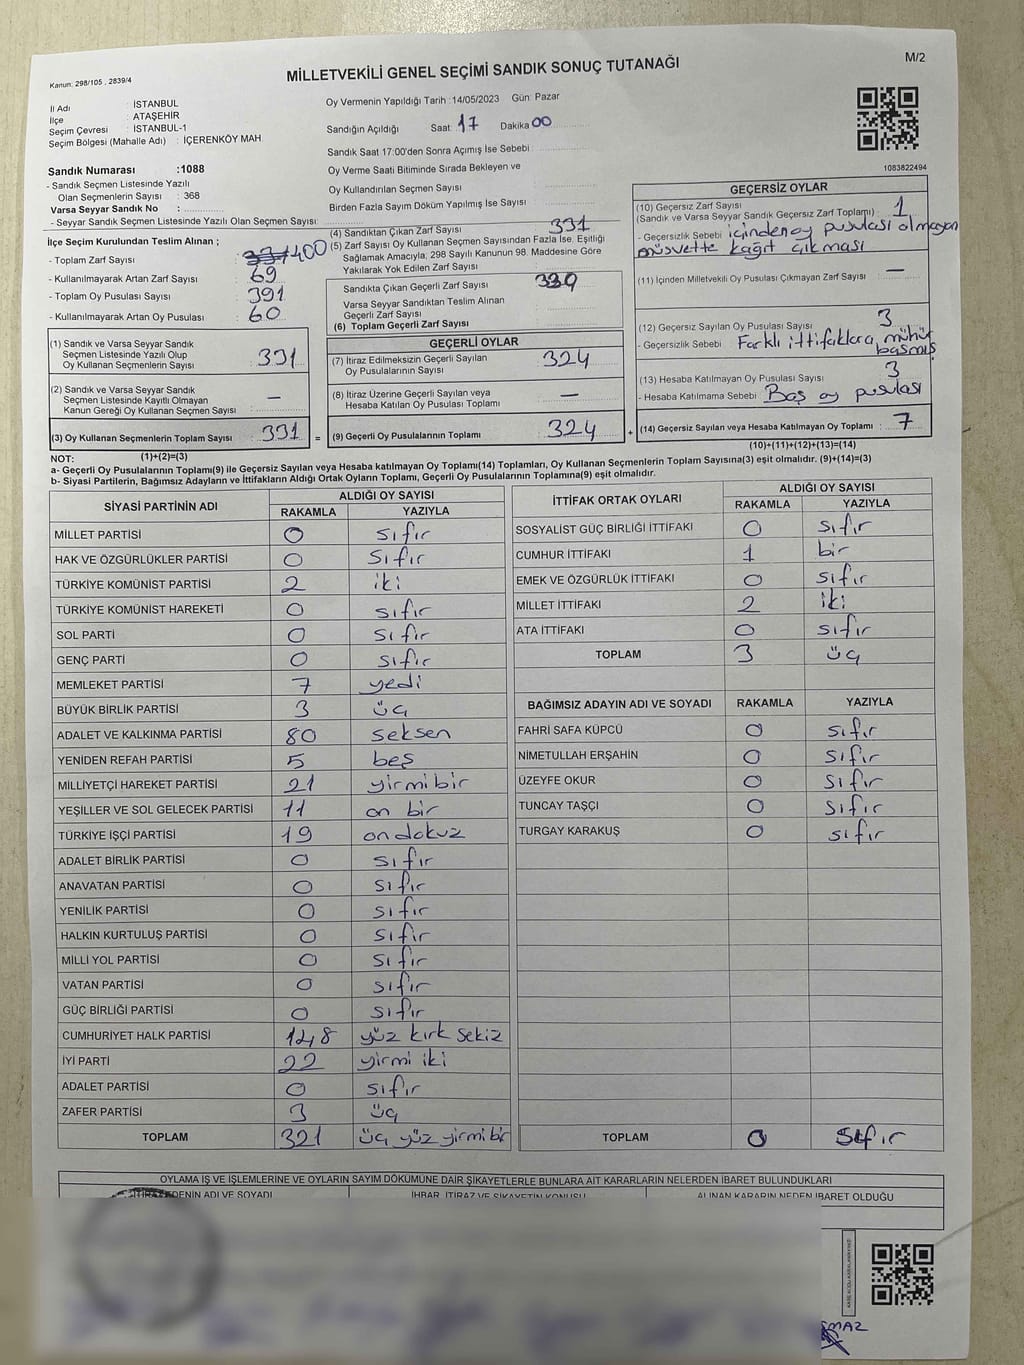 Kanun: 298/105 , 2839/4
MİLLETVEKİLİ GENEL SEÇİMİ SANDIK SONUÇ TUTANAĞI
M/2
İl Adı : İSTANBUL
İlçe : ATAŞEHİR
Seçim Çevresi : İSTANBUL-1
Seçim Bölgesi (Mahalle Adı) : İÇERENKÖY MAH
Sandık Numarası :1088
- Sandık Seçmen Listesinde Yazılı
Olan Seçmenlerin Sayısı : 368
Varsa Seyyar Sandık No :
- Seyyar Sandık Seçmen Listesinde Yazılı Olan Seçmen Sayısı:
Oy Vermenin Yapıldığı Tarih :14/05/2023 Gün: Pazar
Sandığın Açıldığı Saat: 17 Dakika 00
Sandık Saat 17:00'den Sonra Açımış İse Sebebi :
Oy Verme Saati Bitiminde Sırada Bekleyen ve
Oy Kullandırılan Seçmen Sayısı :
Birden Fazla Sayım Döküm Yapılmış İse Sayısı :
1083822494
İlçe Seçim Kurulundan Teslim Alınan ;
- Toplam Zarf Sayısı : 400
- Kullanılmayarak Artan Zarf Sayısı : 69
- Toplam Oy Pusulası Sayısı : 391
- Kullanılmayarak Artan Oy Pusulası : 60
(4) Sandıktan Çıkan Zarf Sayısı : 331
(5) Zarf Sayısı Oy Kullanan Seçmen Sayısından Fazla İse, Eşitliği
Sağlamak Amacıyla; 298 Sayılı Kanunun 98. Maddesine Göre
Yakılarak Yok Edilen Zarf Sayısı :
Sandıkta Çıkan Geçerli Zarf Sayısı :
Varsa Seyyar Sandıktan Teslim Alınan
Geçerli Zarf Sayısı :
(6) Toplam Geçerli Zarf Sayısı :
GEÇERSİZ OYLAR
(10) Geçersiz Zarf Sayısı
(Sandık ve Varsa Seyyar Sandık Geçersiz Zarf Toplamı) : 1
- Geçersizlik Sebebi : içinden oy pusulası olmayan
müsvette kağıt çıkması
(11) İçinden Milletvekili Oy Pusulası Çıkmayan Zarf Sayısı : —
(12) Geçersiz Sayılan Oy Pusulası Sayısı : 3
- Geçersizlik Sebebi : Farklı ittifaklara mühür
basmış
(13) Hesaba Katılmayan Oy Pusulası Sayısı : 3
- Hesaba Katılmama Sebebi : Boş oy pusulası
(14) Geçersiz Sayılan veya Hesaba Katılmayan Oy Toplamı : 7
(10)+(11)+(12)+(13)=(14)
(1) Sandık ve Varsa Seyyar Sandık
Seçmen Listesinde Yazılı Olup
Oy Kullanan Seçmenlerin Sayısı : 331
(2) Sandık ve Varsa Seyyar Sandık
Seçmen Listesinde Kayıtlı Olmayan
Kanun Gereği Oy Kullanan Seçmen Sayısı : —
(3) Oy Kullanan Seçmenlerin Toplam Sayısı : 331 =
GEÇERLİ OYLAR
(7) İtiraz Edilmeksizin Geçerli Sayılan
Oy Pusulalarının Sayısı : 324
(8) İtiraz Üzerine Geçerli Sayılan veya
Hesaba Katılan Oy Pusulası Toplamı : —
(9) Geçerli Oy Pusulalarının Toplamı : 324 +
NOT: (1)+(2)=(3)
a- Geçerli Oy Pusulalarının Toplamı(9) ile Geçersiz Sayılan veya Hesaba katılmayan Oy Toplamı(14) Toplamları, Oy Kullanan Seçmenlerin Toplam Sayısına(3) eşit olmalıdır. (9)+(14)=(3)
b- Siyasi Partilerin, Bağımsız Adayların ve İttifakların Aldığı Ortak Oyların Toplamı, Geçerli Oy Pusulalarının Toplamına(9) eşit olmalıdır.
SİYASİ PARTİNİN ADI ALDIĞI OY SAYISI
RAKAMLA YAZIYLA
MİLLET PARTİSİ 0 sıfır
HAK VE ÖZGÜRLÜKLER PARTİSİ 0 sıfır
TÜRKİYE KOMÜNİST PARTİSİ 2 iki
TÜRKİYE KOMÜNİST HAREKETİ 0 sıfır
SOL PARTİ 0 sıfır
GENÇ PARTİ 0 sıfır
MEMLEKET PARTİSİ 7 yedi
BÜYÜK BİRLİK PARTİSİ 3 üç
ADALET VE KALKINMA PARTİSİ 80 seksen
YENİDEN REFAH PARTİSİ 5 beş
MİLLİYETÇİ HAREKET PARTİSİ 21 yirmi bir
YEŞİLLER VE SOL GELECEK PARTİSİ 11 on bir
TÜRKİYE İŞÇİ PARTİSİ 19 on dokuz
ADALET BİRLİK PARTİSİ 0 sıfır
ANAVATAN PARTİSİ 0 sıfır
YENİLİK PARTİSİ 0 sıfır
HALKIN KURTULUŞ PARTİSİ 0 sıfır
MİLLİ YOL PARTİSİ 0 sıfır
VATAN PARTİSİ 0 sıfır
GÜÇ BİRLİĞİ PARTİSİ 0 sıfır
CUMHURİYET HALK PARTİSİ 148 yüz kırk sekiz
İYİ PARTİ 22 yirmi iki
ADALET PARTİSİ 0 sıfır
ZAFER PARTİSİ 3 üç
TOPLAM 321 üç yüz yirmi bir
İTTİFAK ORTAK OYLARI ALDIĞI OY SAYISI
RAKAMLA YAZIYLA
SOSYALİST GÜÇ BİRLİĞİ İTTİFAKI 0 sıfır
CUMHUR İTTİFAKI 1 bir
EMEK VE ÖZGÜRLÜK İTTİFAKI 0 sıfır
MİLLET İTTİFAKI 2 iki
ATA İTTİFAKI 0 sıfır
TOPLAM 3 üç
BAĞIMSIZ ADAYIN ADI VE SOYADI RAKAMLA YAZIYLA
FAHRİ SAFA KÜPCÜ 0 sıfır
NİMETULLAH ERŞAHİN 0 sıfır
ÜZEYFE OKUR 0 sıfır
TUNCAY TAŞÇI 0 sıfır
TURGAY KARAKUŞ 0 sıfır
TOPLAM 0 sıfır
OYLAMA İŞ VE İŞLEMLERİNE VE OYLARIN SAYIM DÖKÜMÜNE DAİR ŞİKAYETLERLE BUNLARA AİT KARARLARIN NELERDEN İBARET BULUNDUKLARI
İTİRAZ EDENİN ADI VE SOYADI İHBAR, İTİRAZ VE ŞİKAYETİN KONUSU ALINAN KARARIN NEDEN İBARET OLDUĞU